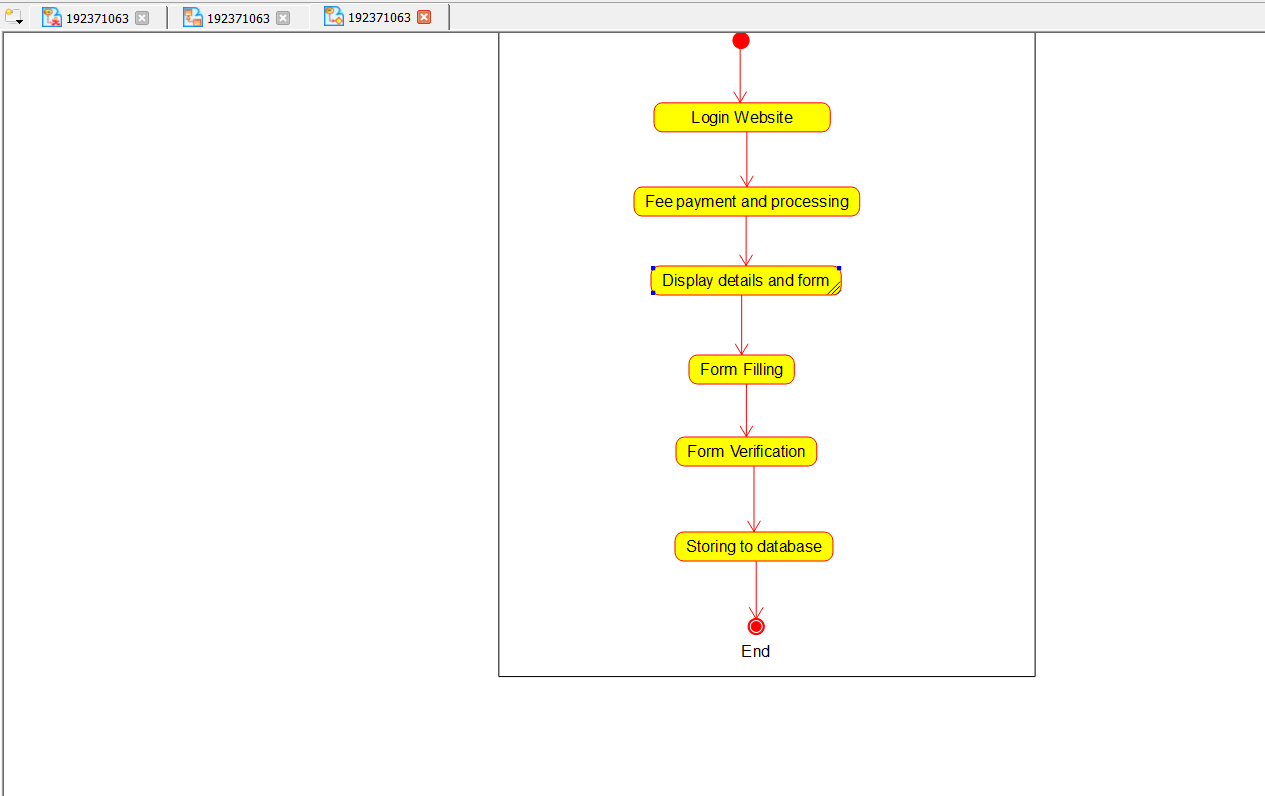 192371063 192371063 192371063
Login Website
Fee payment and processing
Display details and form
Form Filling
Form Verification
Storing to database
End